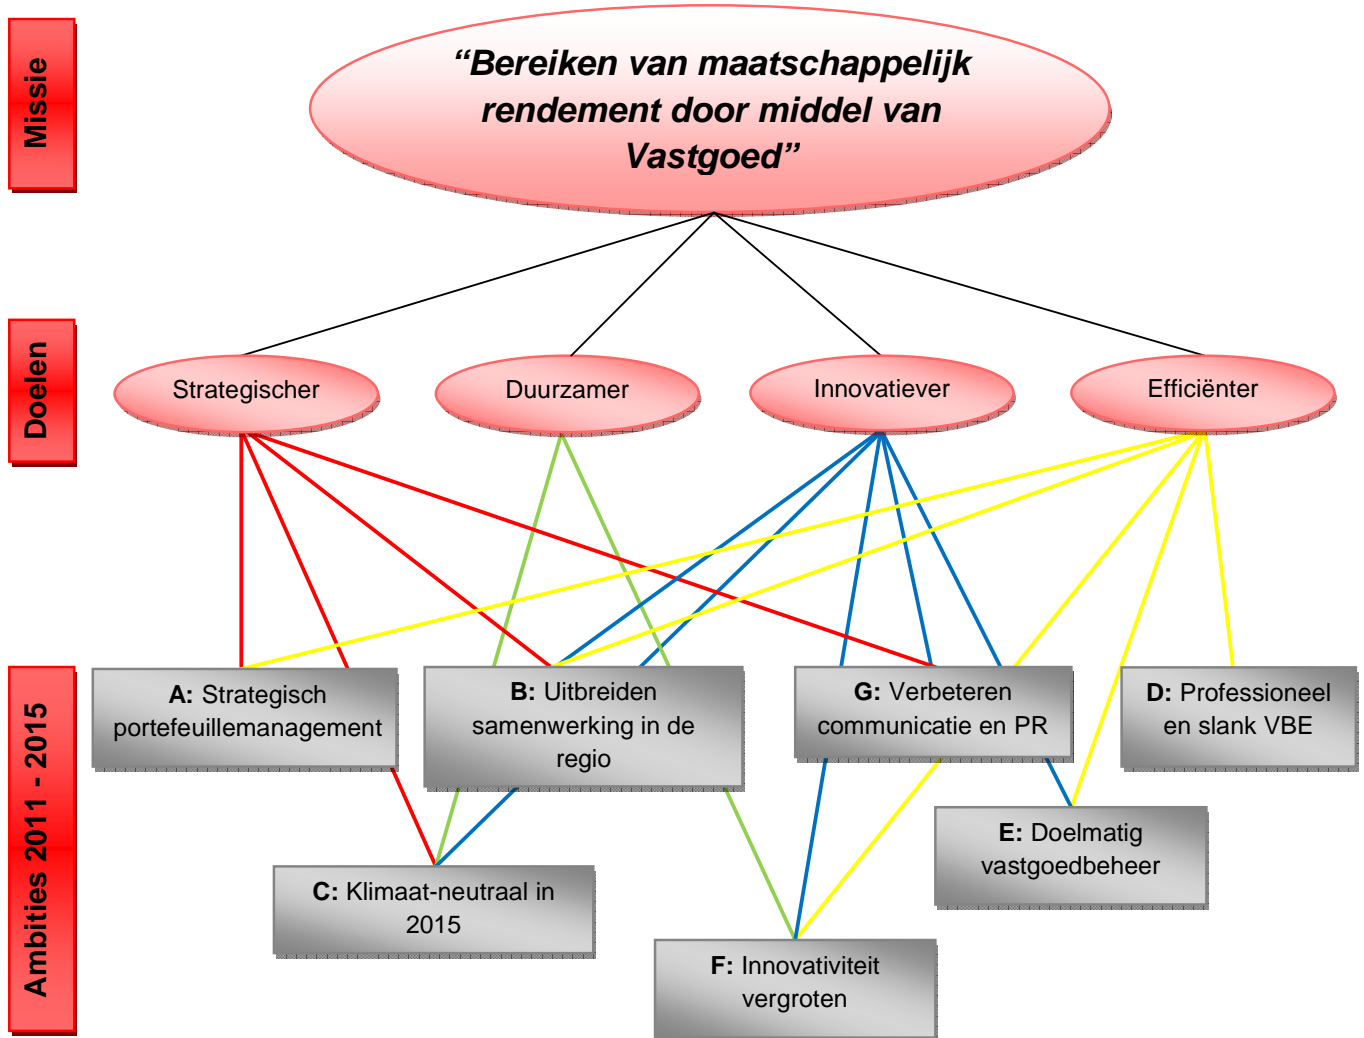 Missie
“Bereiken van maatschappelijk
rendement door middel van
Vastgoed”
Doelen
Strategischer
Duurzamer
Innovatiever
Efficiënter
Ambities 2011 - 2015
A: Strategisch
portefeuillemanagement
B: Uitbreiden
samenwerking in de
regio
G: Verbeteren
communicatie en PR
D: Professioneel
en slank VBE
E: Doelmatig
vastgoedbeheer
C: Klimaat-neutraal in
2015
F: Innovativiteit
vergroten